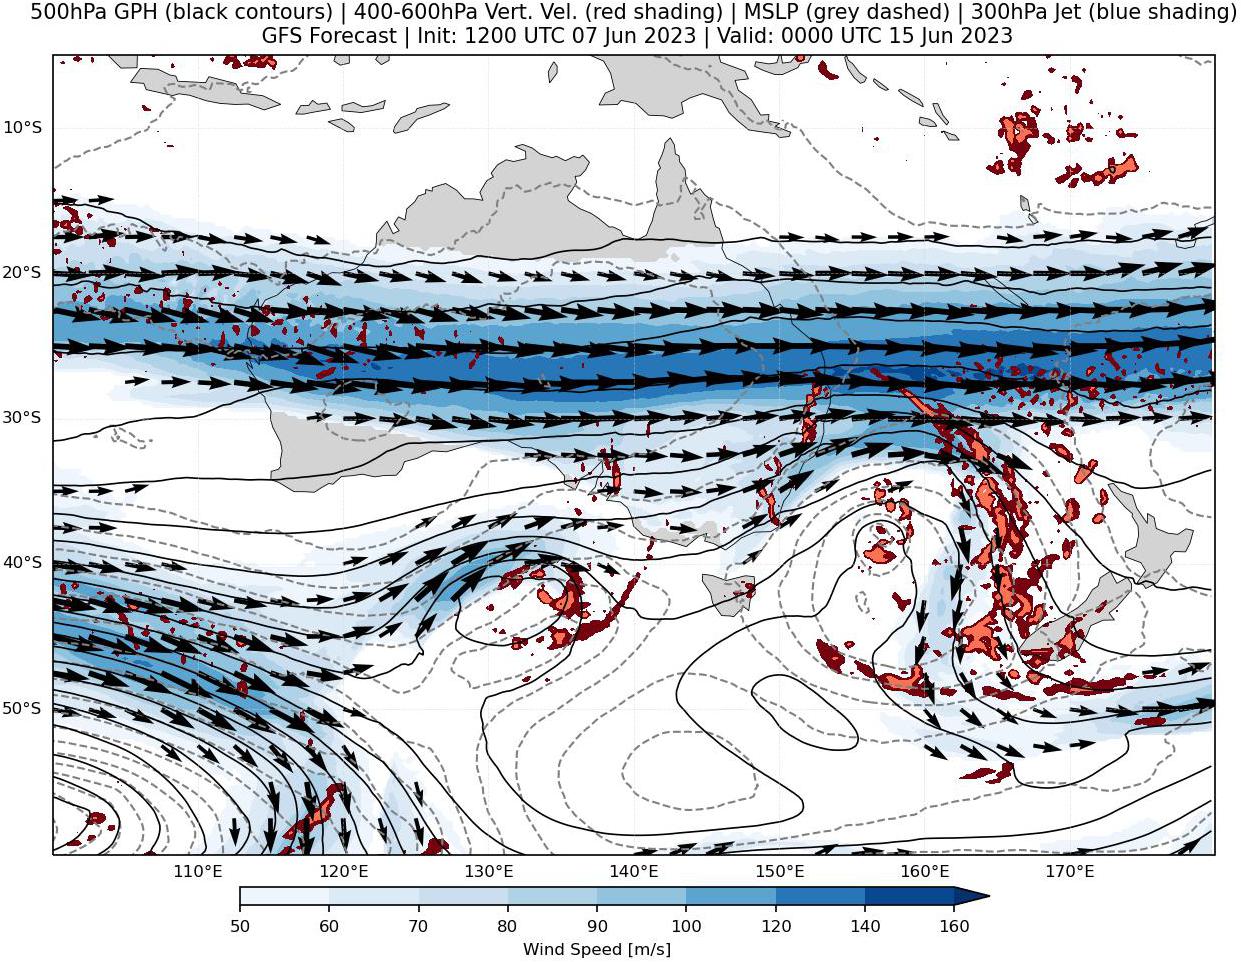 500hPa GPH (black contours) | 400-600hPa Vert. Vel. (red shading) | MSLP (grey dashed) | 300hPa Jet (blue shading)
GFS Forecast | Init: 1200 UTC 07 Jun 2023 | Valid: 0000 UTC 15 Jun 2023
10°S
20°S
30°S
40°S
50°S
110°E 120°E 130°E 140°E 150°E 160°E 170°E
50 60 70 80 90 100 120 140 160
Wind Speed [m/s]